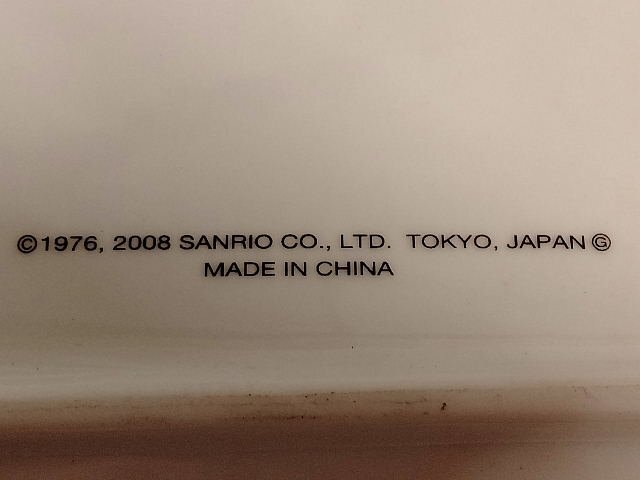 ©1976, 2008 SANRIO CO., LTD. TOKYO, JAPAN Ⓖ
MADE IN CHINA